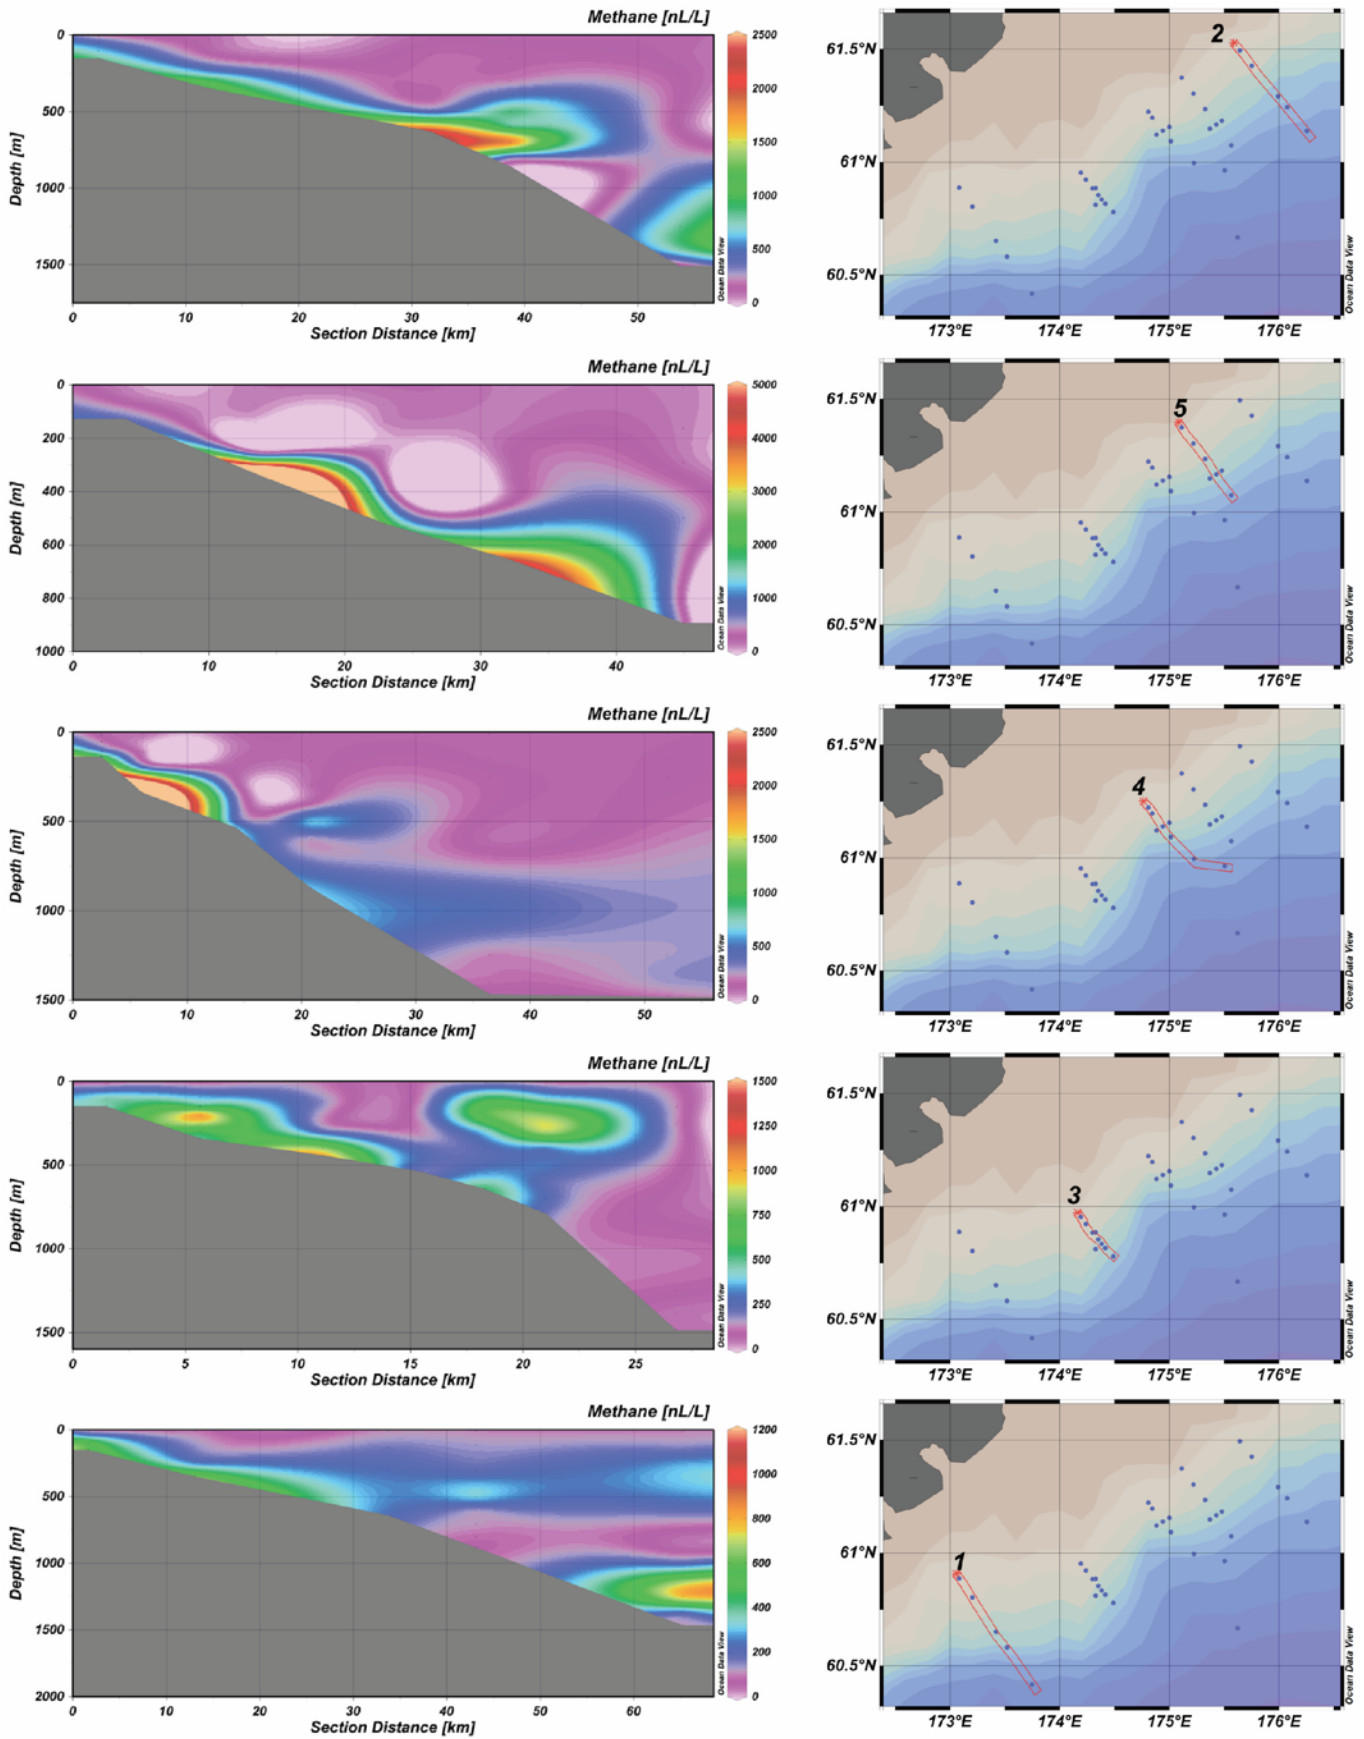 Methane [nL/L]
0
500
1000
1500
Depth [m]
0
10
20
30
40
50
Section Distance [km]
2500
2000
1500
1000
500
0
Ocean Data View
2
61.5°N
61°N
60.5°N
173°E
174°E
175°E
176°E
Ocean Data View
Methane [nL/L]
0
200
400
600
800
1000
Depth [m]
0
10
20
30
40
Section Distance [km]
5000
4000
3000
2000
1000
0
Ocean Data View
5
61.5°N
61°N
60.5°N
173°E
174°E
175°E
176°E
Ocean Data View
Methane [nL/L]
0
500
1000
1500
Depth [m]
0
10
20
30
40
50
Section Distance [km]
2500
2000
1500
1000
500
0
Ocean Data View
4
61.5°N
61°N
60.5°N
173°E
174°E
175°E
176°E
Ocean Data View
Methane [nL/L]
0
500
1000
1500
Depth [m]
0
5
10
15
20
25
Section Distance [km]
1500
1250
1000
750
500
250
0
Ocean Data View
3
61.5°N
61°N
60.5°N
173°E
174°E
175°E
176°E
Ocean Data View
Methane [nL/L]
0
500
1000
1500
2000
Depth [m]
0
10
20
30
40
50
60
Section Distance [km]
1200
1000
800
600
400
200
0
Ocean Data View
1
61.5°N
61°N
60.5°N
173°E
174°E
175°E
176°E
Ocean Data View